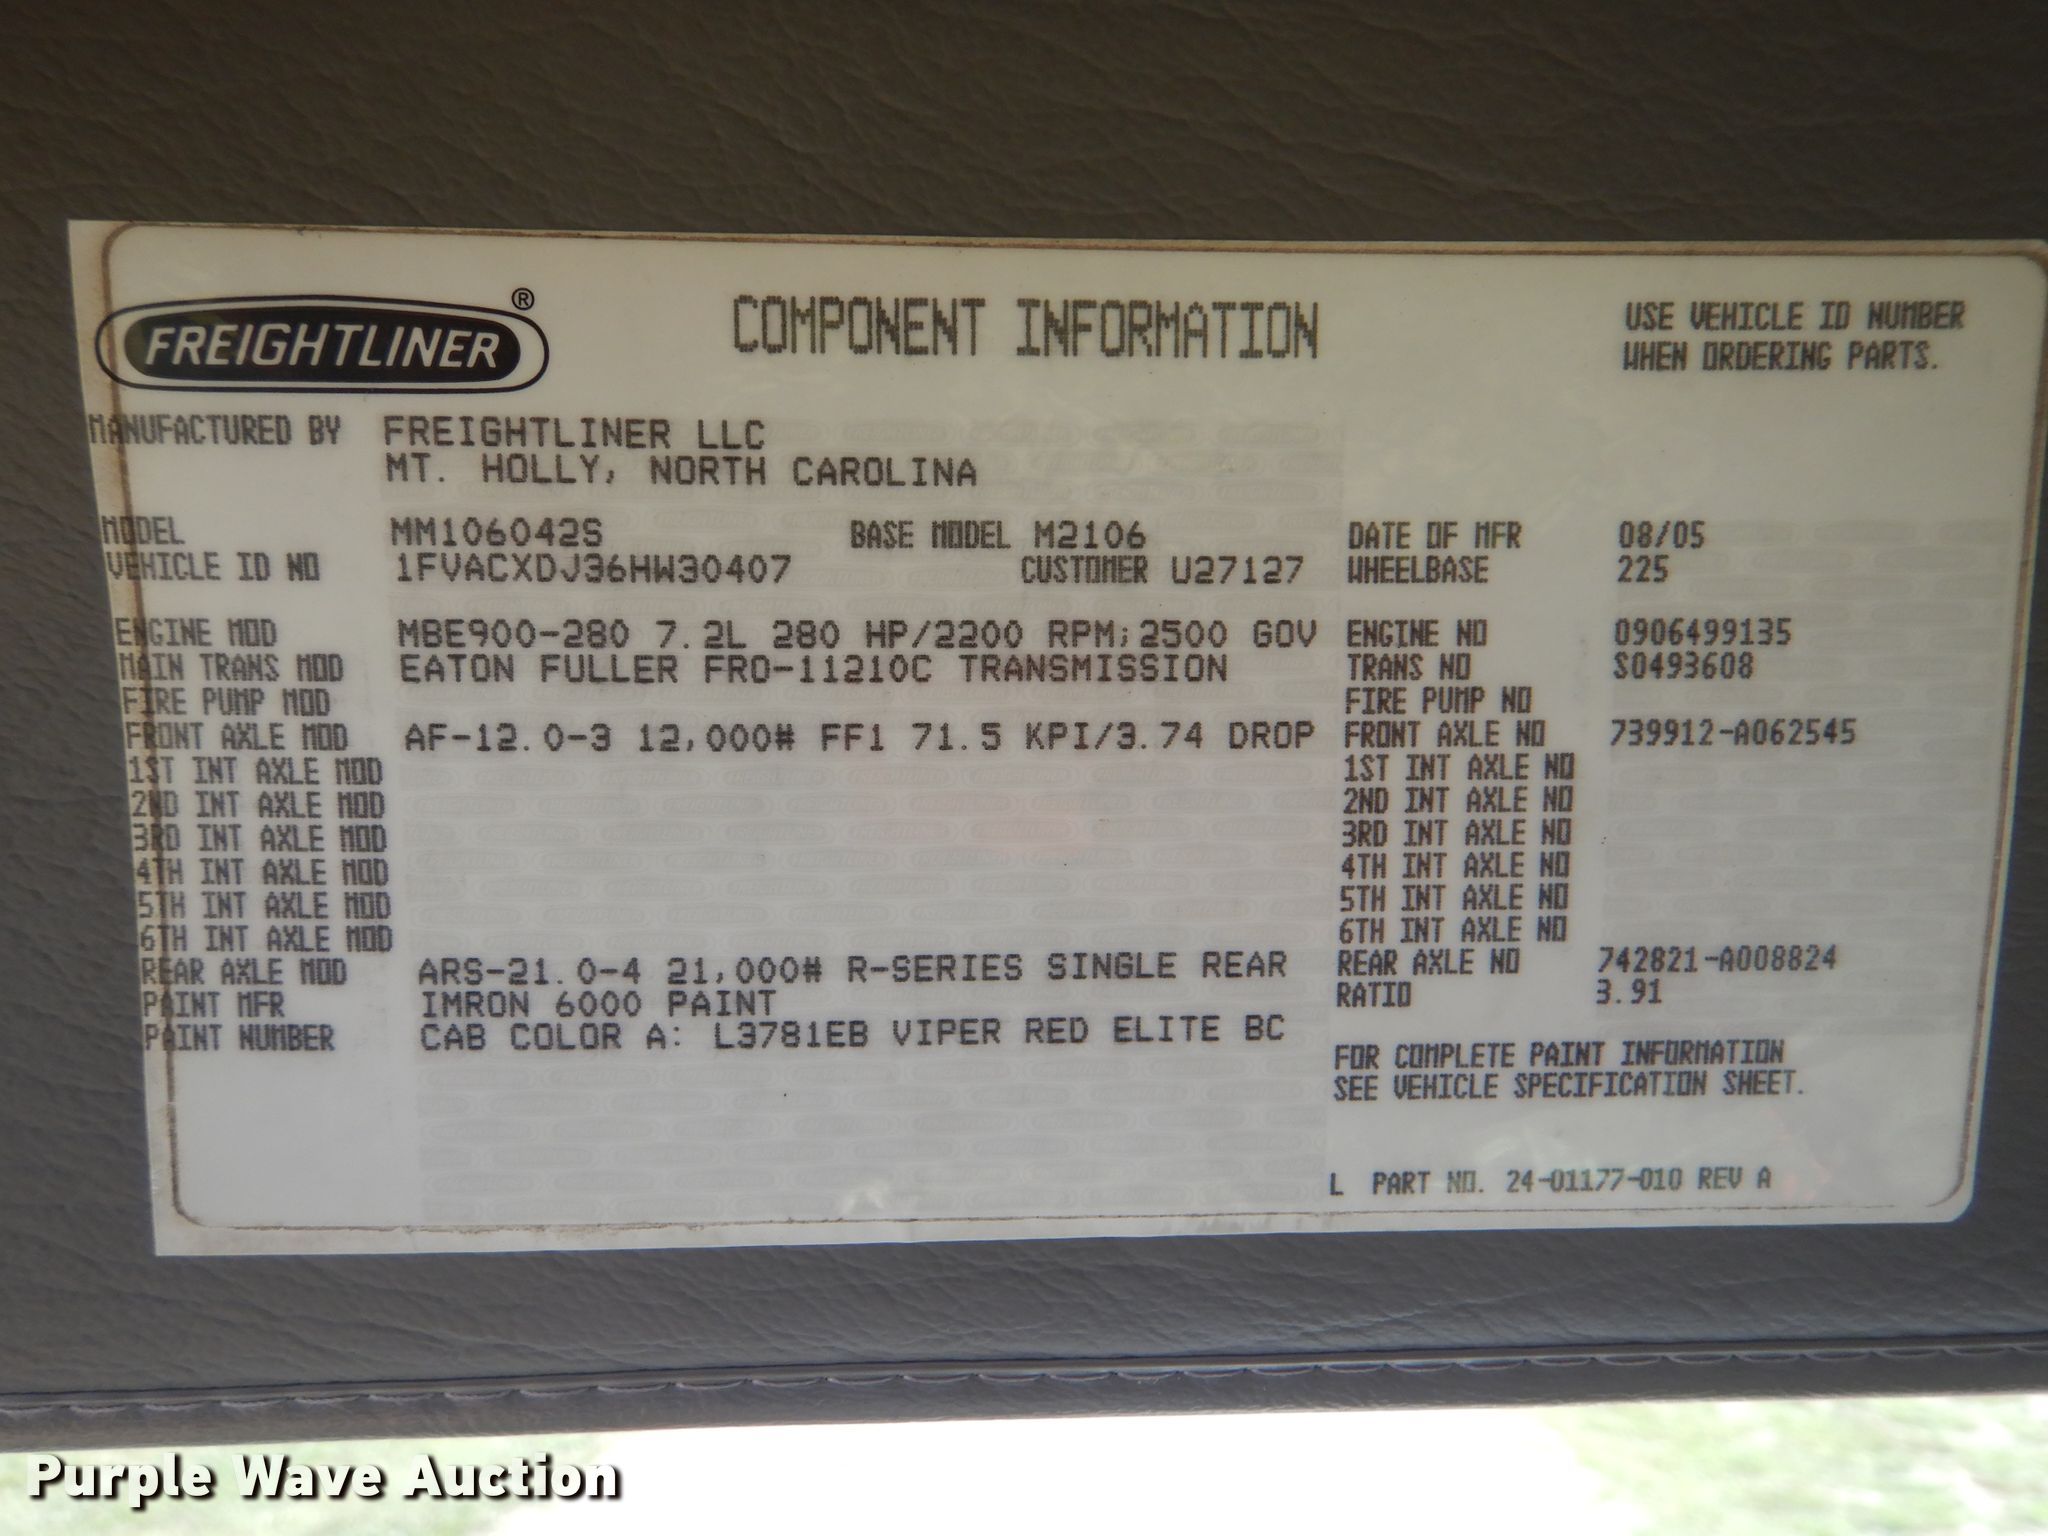 FREIGHTLINER®
COMPONENT INFORMATION
USE VEHICLE ID NUMBER
WHEN ORDERING PARTS.
MANUFACTURED BY FREIGHTLINER LLC
MT. HOLLY, NORTH CAROLINA
MODEL MM106042S BASE MODEL M2106 DATE OF MFR 08/05
VEHICLE ID NO 1FVACXDJ36HW30407 CUSTOMER U27127 WHEELBASE 225
ENGINE MOD MBE900-280 7.2L 280 HP/2200 RPM;2500 GOV ENGINE NO 0906499135
MAIN TRANS MOD EATON FULLER FRO-11210C TRANSMISSION TRANS NO S0493608
FIRE PUMP MOD FIRE PUMP NO
FRONT AXLE MOD AF-12.0-3 12,000# FF1 71.5 KPI/3.74 DROP FRONT AXLE NO 739912-A062545
1ST INT AXLE MOD 1ST INT AXLE NO
2ND INT AXLE MOD 2ND INT AXLE NO
3RD INT AXLE MOD 3RD INT AXLE NO
4TH INT AXLE MOD 4TH INT AXLE NO
5TH INT AXLE MOD 5TH INT AXLE NO
6TH INT AXLE MOD 6TH INT AXLE NO
REAR AXLE MOD ARS-21.0-4 21,000# R-SERIES SINGLE REAR REAR AXLE NO 742821-A008824
PAINT MFR IMRON 6000 PAINT RATIO 3.91
PAINT NUMBER CAB COLOR A: L3781EB VIPER RED ELITE BC
FOR COMPLETE PAINT INFORMATION
SEE VEHICLE SPECIFICATION SHEET.
L PART NO. 24-01177-010 REV A
Purple Wave Auction